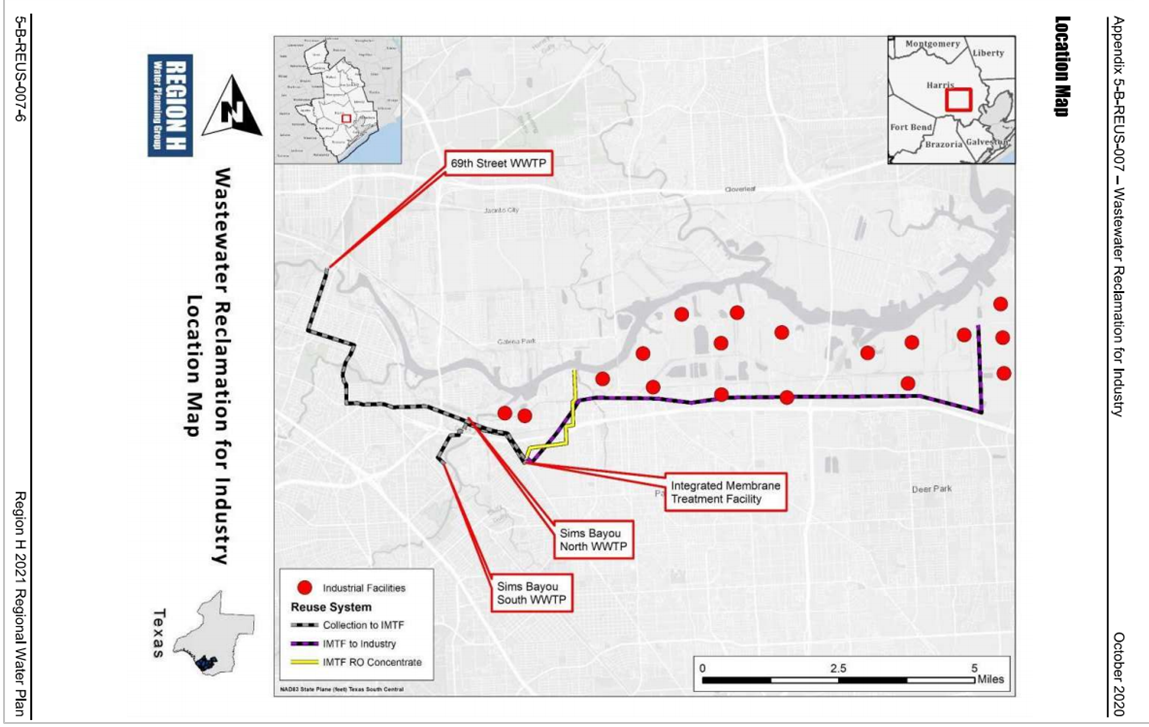 Appendix 5-B-REUS-007 – Wastewater Reclamation for Industry
October 2020
Location Map
Montgomery
Liberty
Harris
Fort Bend
Brazoria
Galveston
69th Street WWTP
Cloverleaf
Jacinto City
Galena Park
Integrated Membrane
Treatment Facility
Deer Park
Pa
Sims Bayou
North WWTP
Sims Bayou
South WWTP
Industrial Facilities
Reuse System
Collection to IMTF
IMTF to Industry
IMTF RO Concentrate
NAD83 State Plane (feet) Texas South Central
0
2.5
5
Miles
REGION H
Water Planning Group
N
Wastewater Reclamation for Industry
Location Map
Texas
5-B-REUS-007-6
Region H 2021 Regional Water Plan